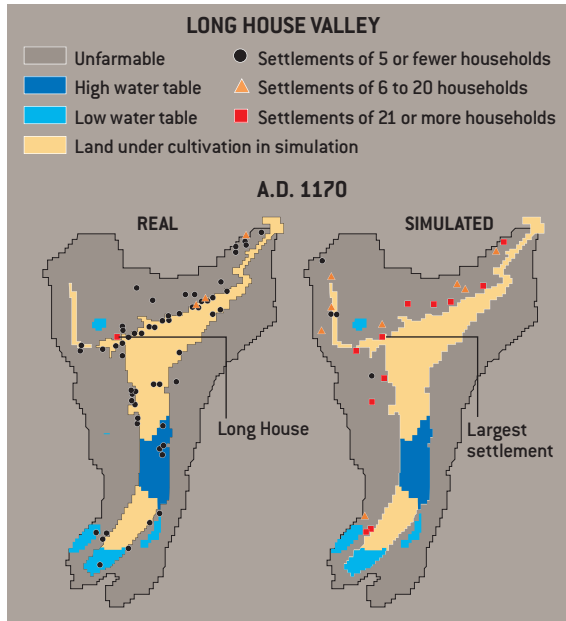 LONG HOUSE VALLEY
Unfarmable
High water table
Low water table
Land under cultivation in simulation
Settlements of 5 or fewer households
Settlements of 6 to 20 households
Settlements of 21 or more households
A.D. 1170
REAL
SIMULATED
Long House
Largest
settlement